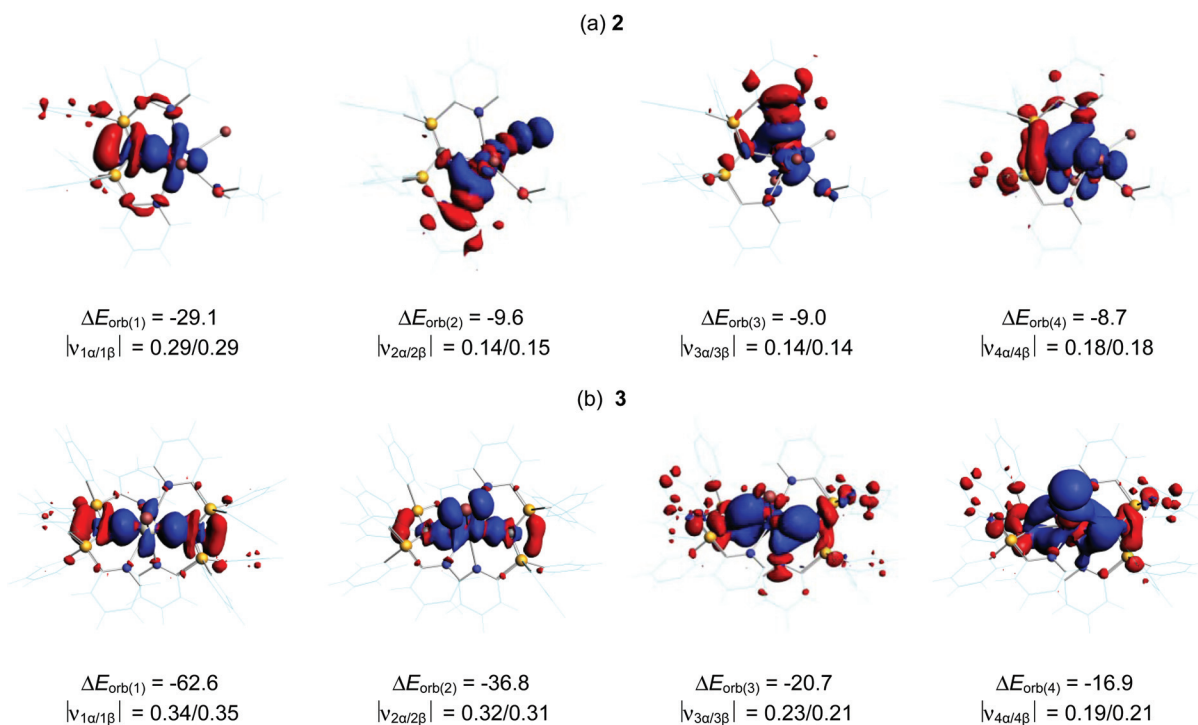 (a) 2
ΔEorb(1) = -29.1
|ν1α/1β| = 0.29/0.29
ΔEorb(2) = -9.6
|ν2α/2β| = 0.14/0.15
ΔEorb(3) = -9.0
|ν3α/3β| = 0.14/0.14
ΔEorb(4) = -8.7
|ν4α/4β| = 0.18/0.18
(b) 3
ΔEorb(1) = -62.6
|ν1α/1β| = 0.34/0.35
ΔEorb(2) = -36.8
|ν2α/2β| = 0.32/0.31
ΔEorb(3) = -20.7
|ν3α/3β| = 0.23/0.21
ΔEorb(4) = -16.9
|ν4α/4β| = 0.19/0.21